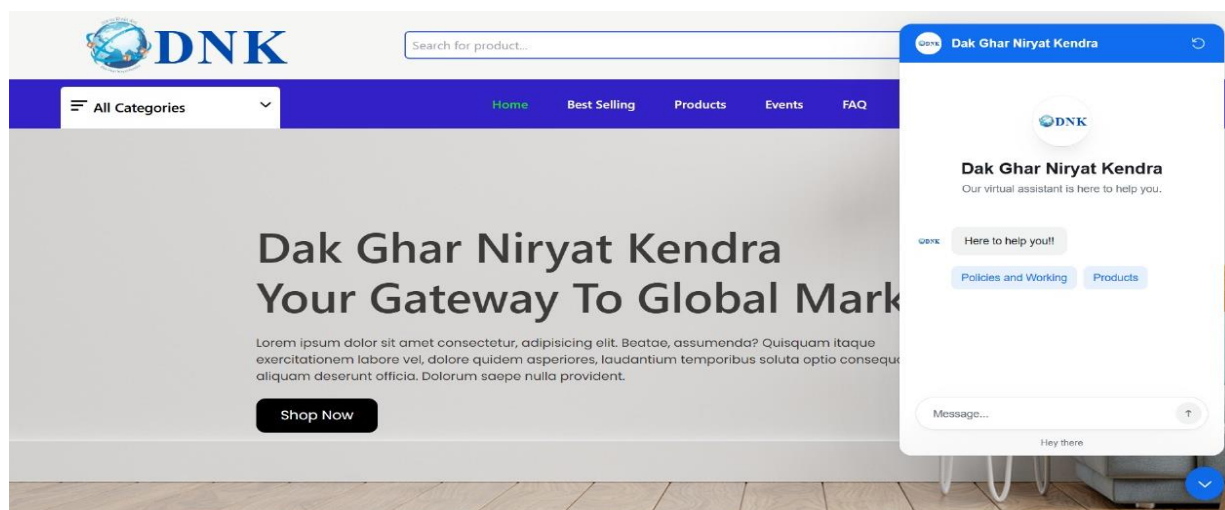 DNK
Search for product...
All Categories
Home Best Selling Products Events FAQ
Dak Ghar Niryat Kendra
Your Gateway To Global Mark
Lorem ipsum dolor sit amet consectetur, adipisicing elit. Beatae, assumenda? Quisquam itaque
exercitationem labore vel, dolore quidem asperiores, laudantium temporibus soluta optio consequ
aliquam deserunt officia. Dolorum saepe nulla provident.
Shop Now
DNK
Dak Ghar Niryat Kendra
DNK
Dak Ghar Niryat Kendra
Our virtual assistant is here to help you.
DNK
Here to help you!!
Policies and Working Products
Message...
Hey there